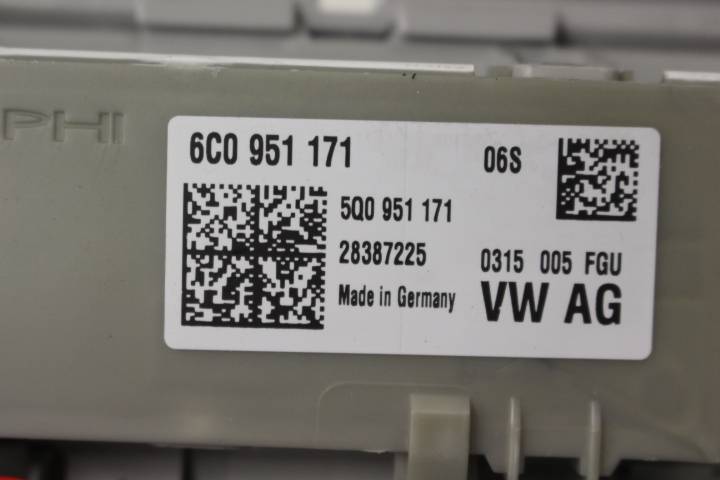 PHI
6C0 951 171
06S
5Q0 951 171
28387225
0315 005 FGU
Made in Germany
VW AG